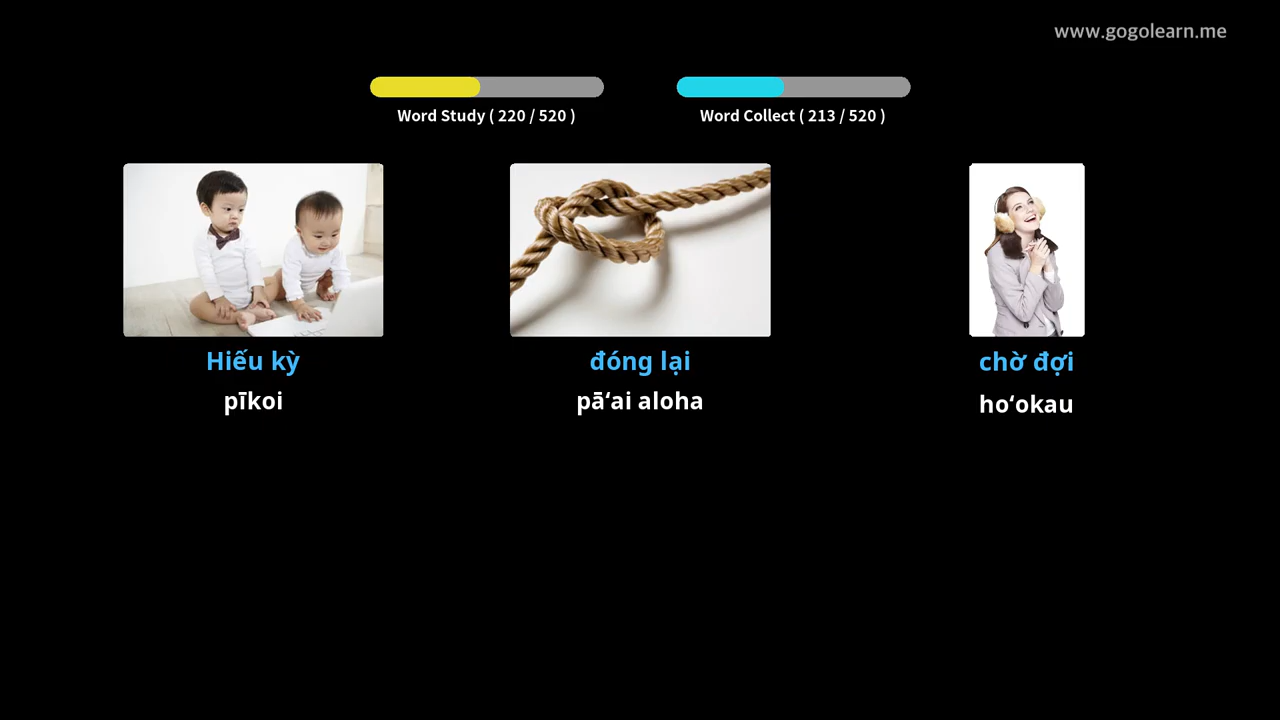 www.gogolearn.me
Word Study ( 220 / 520 )
Word Collect ( 213 / 520 )
Hiếu kỳ
đóng lại
chờ đợi
pīkoi
pāʻai aloha
hoʻokau